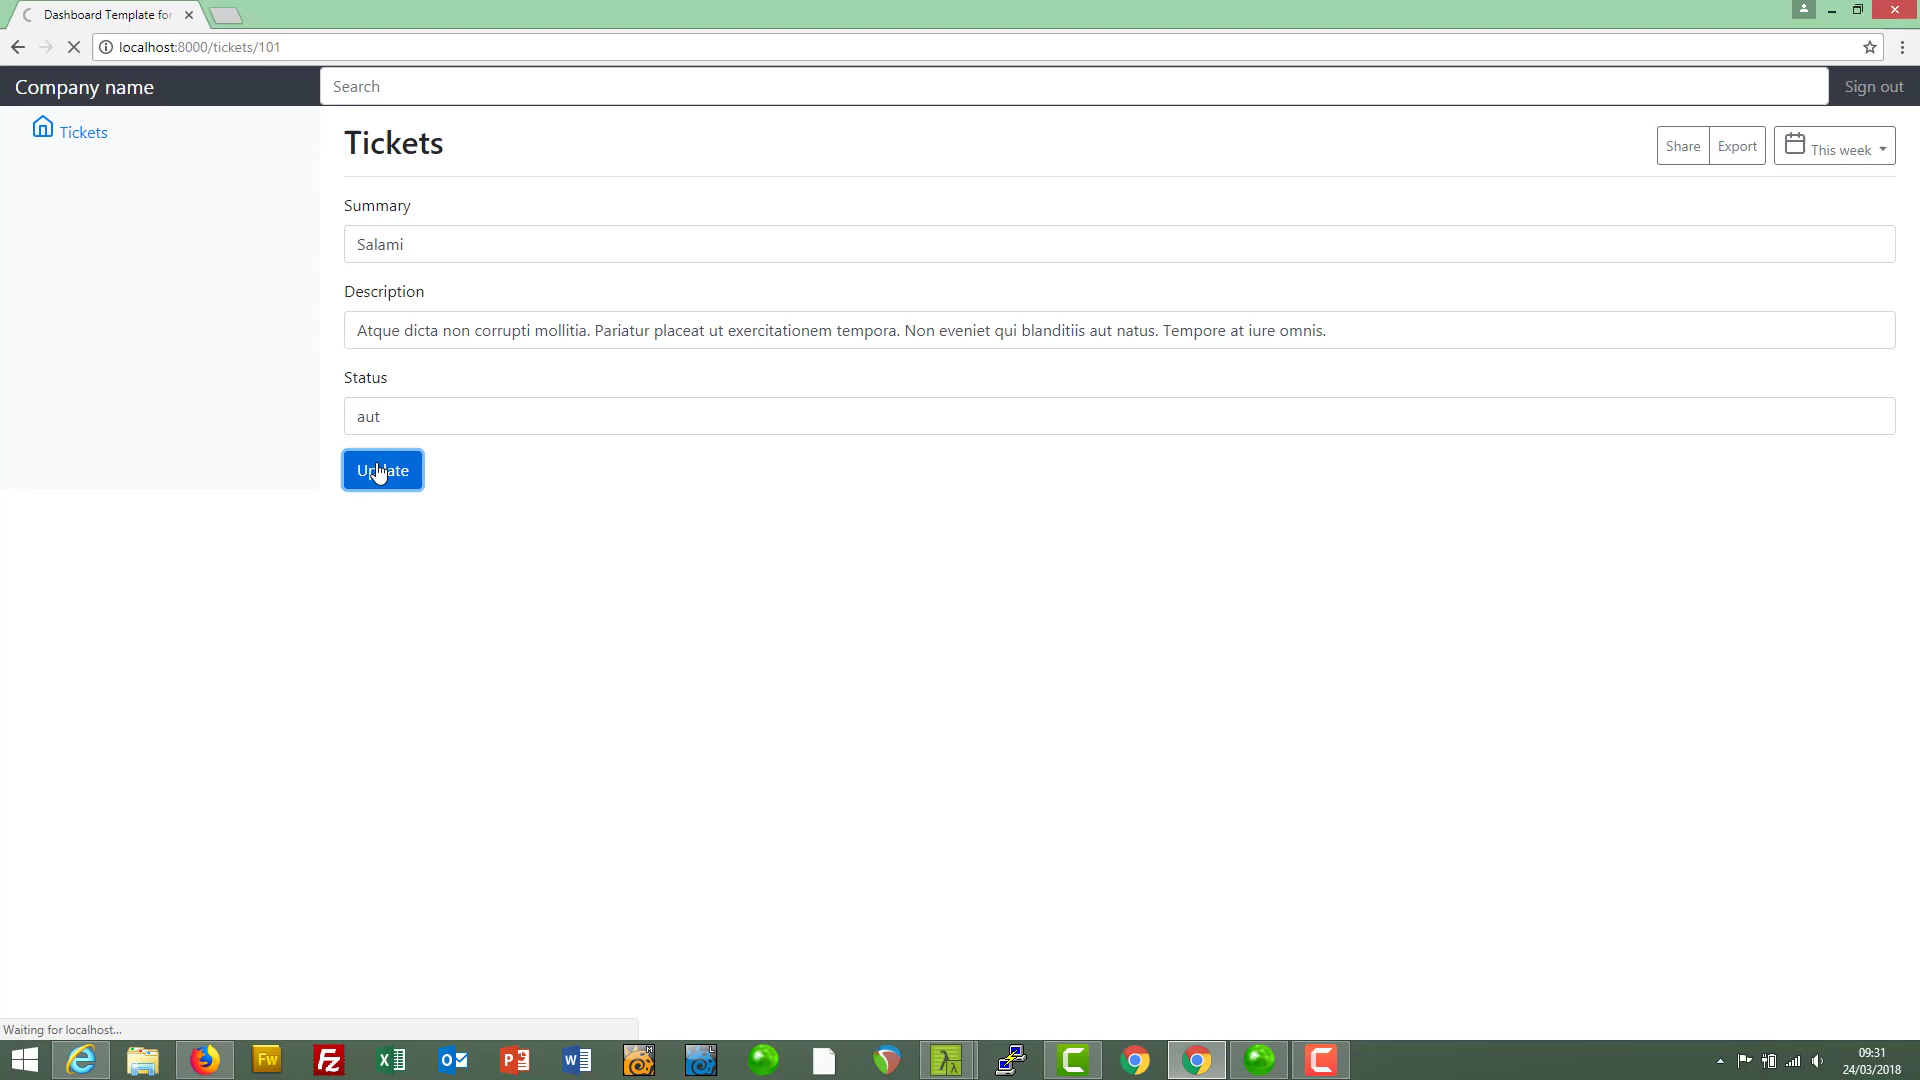 Dashboard Template for
localhost:8000/tickets/101
Company name
Search
Sign out
Tickets
Tickets
Share
Export
This week
Summary
Salami
Description
Atque dicta non corrupti mollitia. Pariatur placeat ut exercitationem tempora. Non eveniet qui blanditiis aut natus. Tempore at iure omnis.
Status
aut
Update
Waiting for localhost...
Fw
Fz
09:31
24/03/2018